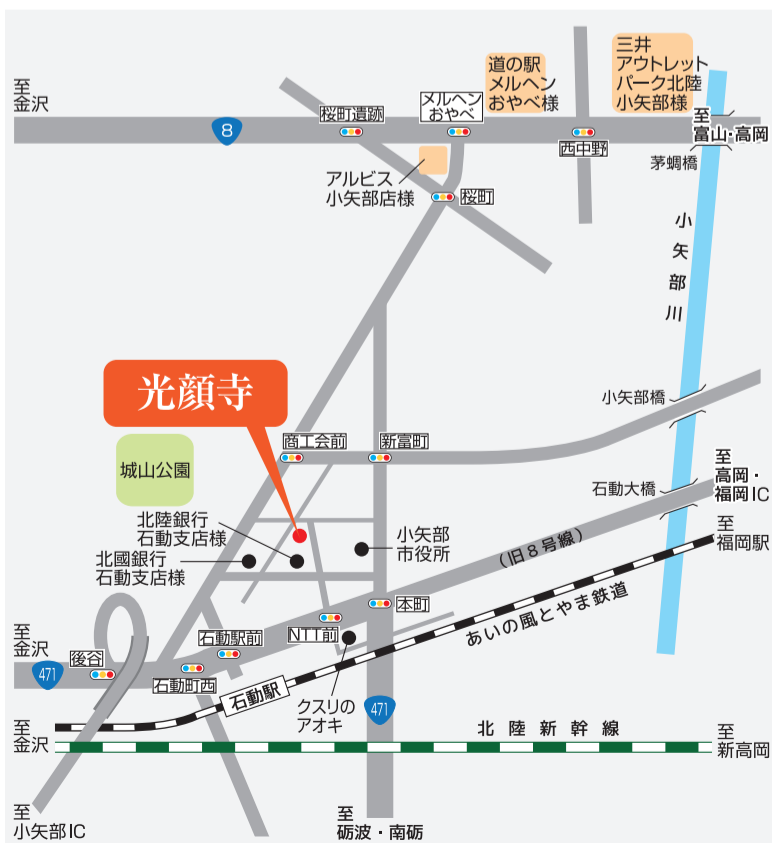 三井
アウトレット
パーク北陸
小矢部様
道の駅
メルヘン
おやべ様
至
金沢
桜町遺跡
メルヘン
おやべ
8
至
富山・高岡
西中野
茅蜩橋
アルビス
小矢部店様
桜町
小矢部川
光顔寺
小矢部橋
商工会前
新富町
城山公園
至
高岡・
福岡IC
石動大橋
北陸銀行
石動支店様
小矢部
市役所
北國銀行
石動支店様
(旧8号線)
至
福岡駅
本町
あいの風とやま鉄道
至
金沢
石動駅前
NTT前
後谷
471
石動町西
石動駅
クスリの
アオキ
471
至
金沢
北陸新幹線
至
新高岡
至
小矢部IC
至
砺波・南砺